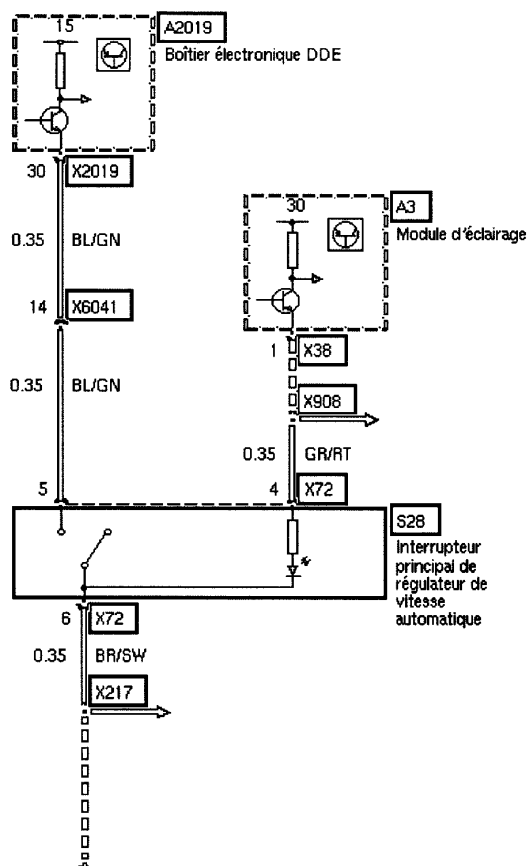 15
A2019
Boîtier électronique DDE
30 X2019
0.35 BL/GN
30
A3
Module d'éclairage
14 X6041
1 X38
0.35 BL/GN
X908
0.35 GR/RT
5
4 X72
S28
Interrupteur
principal de
régulateur de
vitesse
automatique
6 X72
0.35 BR/SW
X217